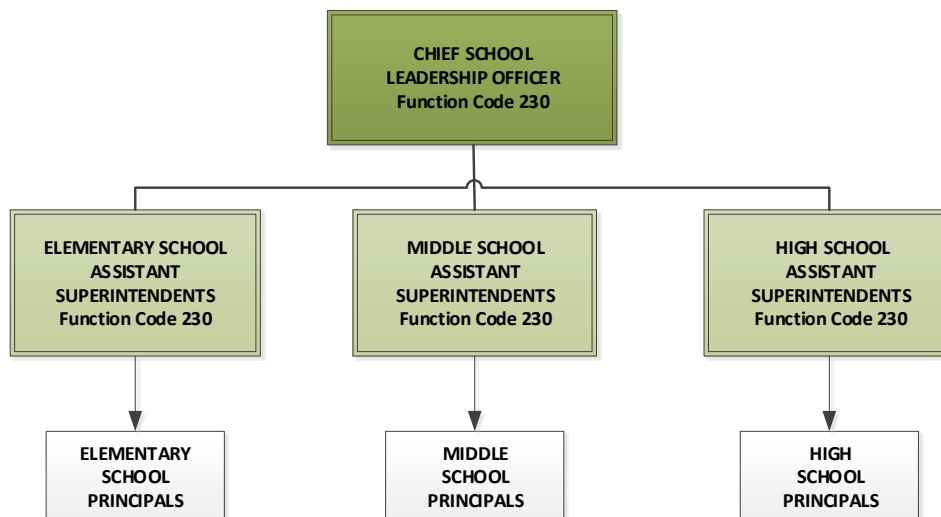 CHIEF SCHOOL
LEADERSHIP OFFICER
Function Code 230
ELEMENTARY SCHOOL
ASSISTANT
SUPERINTENDENTS
Function Code 230
MIDDLE SCHOOL
ASSISTANT
SUPERINTENDENTS
Function Code 230
HIGH SCHOOL
ASSISTANT
SUPERINTENDENTS
Function Code 230
ELEMENTARY
SCHOOL
PRINCIPALS
MIDDLE
SCHOOL
PRINCIPALS
HIGH
SCHOOL
PRINCIPALS